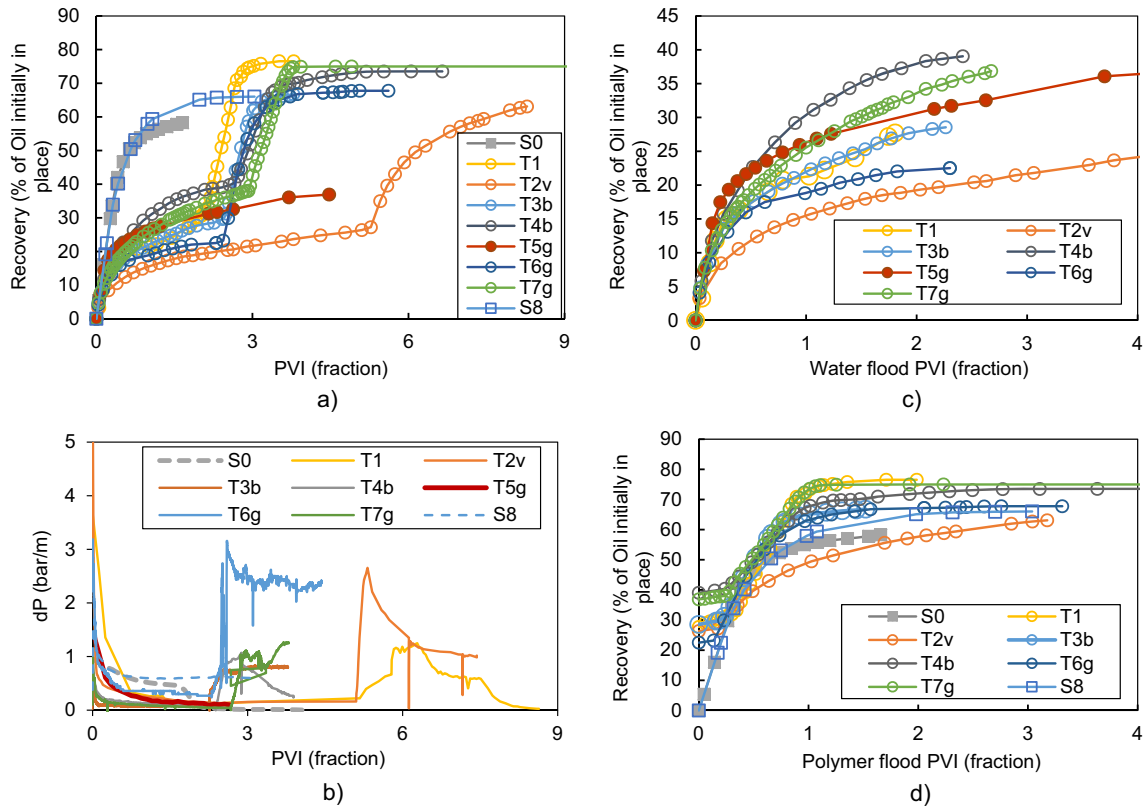 90
80
70
60
50
40
30
20
10
0
Recovery (% of Oil initially in
place)
S0
T1
T2v
T3b
T4b
T5g
T6g
T7g
S8
0
3
6
9
PVI (fraction)
a)
45
40
35
30
25
20
15
10
5
0
Recovery (% of Oil initially in
place)
T1
T2v
T3b
T4b
T5g
T6g
T7g
0
1
2
3
4
Water flood PVI (fraction)
c)
5
4
3
2
1
0
dP (bar/m)
S0
T1
T2v
T3b
T4b
T5g
T6g
T7g
S8
0
3
6
9
PVI (fraction)
b)
90
80
70
60
50
40
30
20
10
0
Recovery (% of Oil initially in
place)
S0
T1
T2v
T3b
T4b
T6g
T7g
S8
0
1
2
3
4
Polymer flood PVI (fraction)
d)